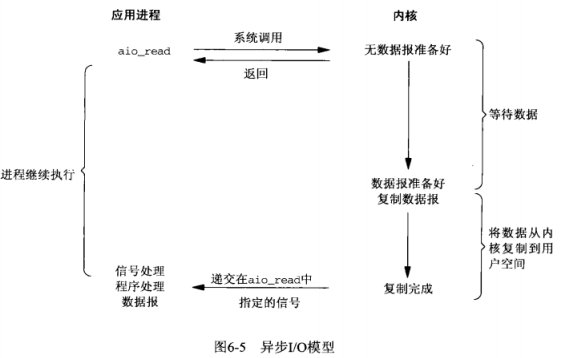 应用进程
内核
aio_read
系统调用
无数据报准备好
返回
等待数据
进程继续执行
数据报准备好
复制数据报
将数据从内
核复制到用
户空间
信号处理
程序处理
数据报
递交在aio_read中
指定的信号
复制完成
图6-5 异步I/O模型